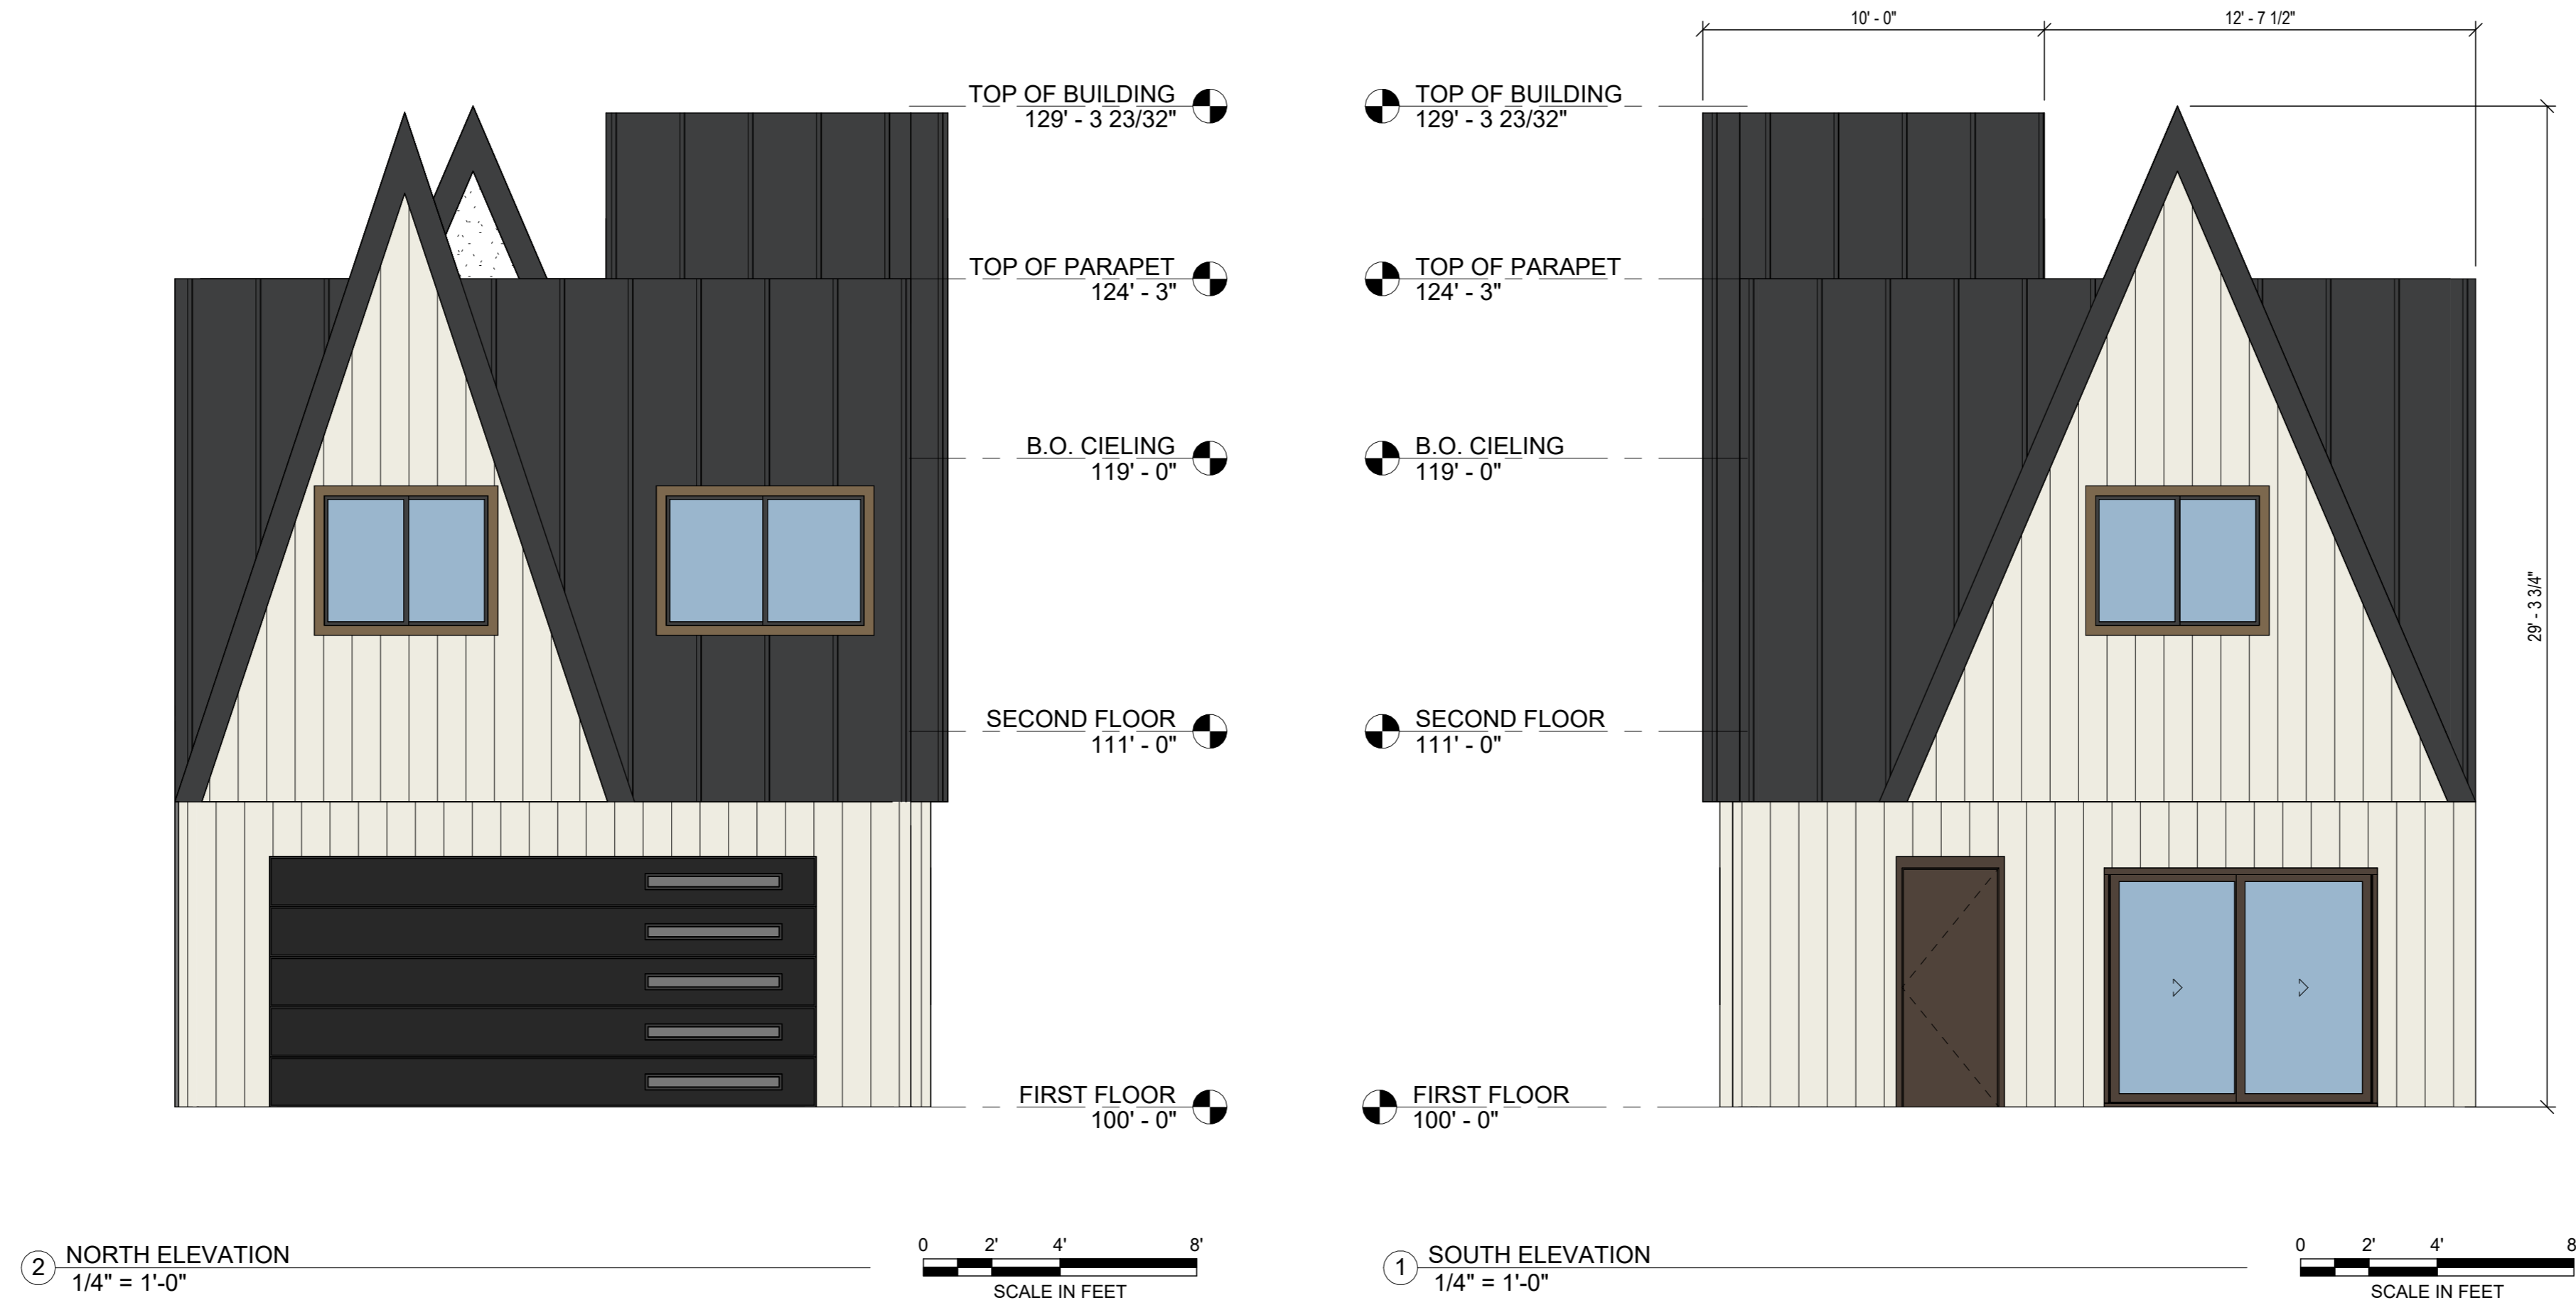 TOP OF BUILDING
129' - 3 23/32"
TOP OF PARAPET
124' - 3"
B.O. CIELING
119' - 0"
SECOND FLOOR
111' - 0"
FIRST FLOOR
100' - 0"
2
NORTH ELEVATION
1/4" = 1'-0"
0 2' 4' 8'
SCALE IN FEET
10' - 0"
12' - 7 1/2"
TOP OF BUILDING
129' - 3 23/32"
TOP OF PARAPET
124' - 3"
B.O. CIELING
119' - 0"
SECOND FLOOR
111' - 0"
FIRST FLOOR
100' - 0"
29' - 3 3/4"
1
SOUTH ELEVATION
1/4" = 1'-0"
0 2' 4' 8
SCALE IN FEET